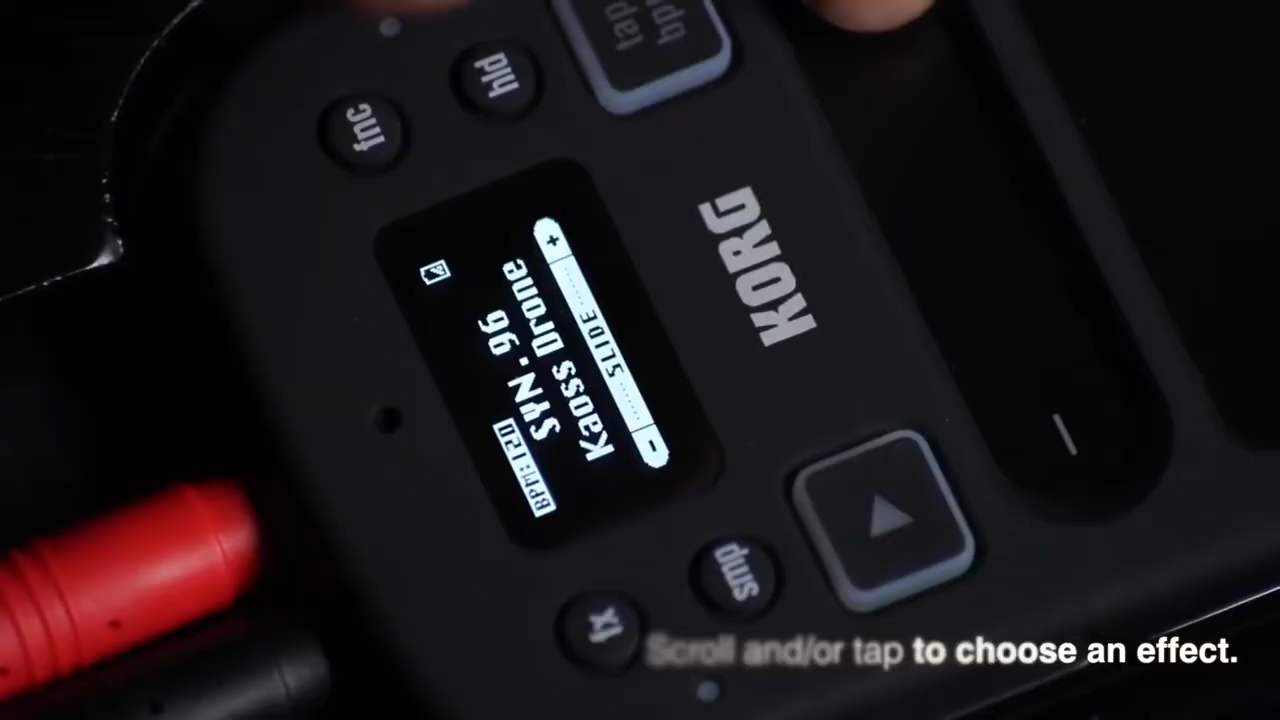 tap
bpm
hld
fnc
KORG
BPM:120
SYN.96
Kaoss Drone
- SLIDE +
smp
fx
Scroll and/or tap to choose an effect.